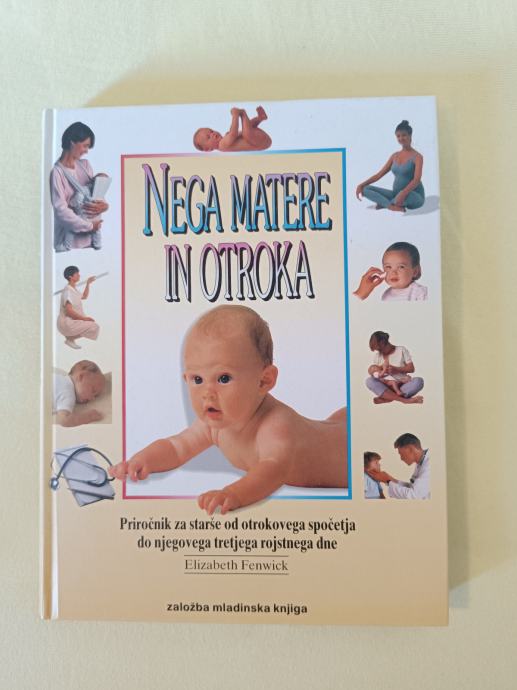 NEGA MATERE
IN OTROKA
Priročnik za starše od otrokovega spočetja
do njegovega tretjega rojstnega dne
Elizabeth Fenwick
založba mladinska knjiga